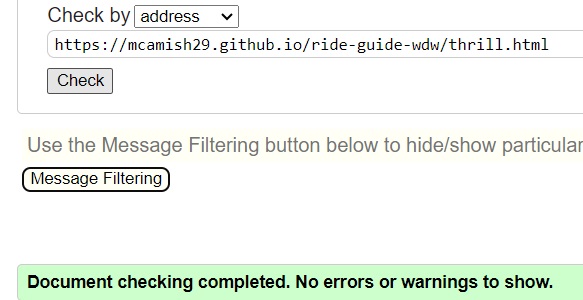 Check by address
https://mcamish29.github.io/ride-guide-wdw/thrill.html
Check
Use the Message Filtering button below to hide/show particular
Message Filtering
Document checking completed. No errors or warnings to show.